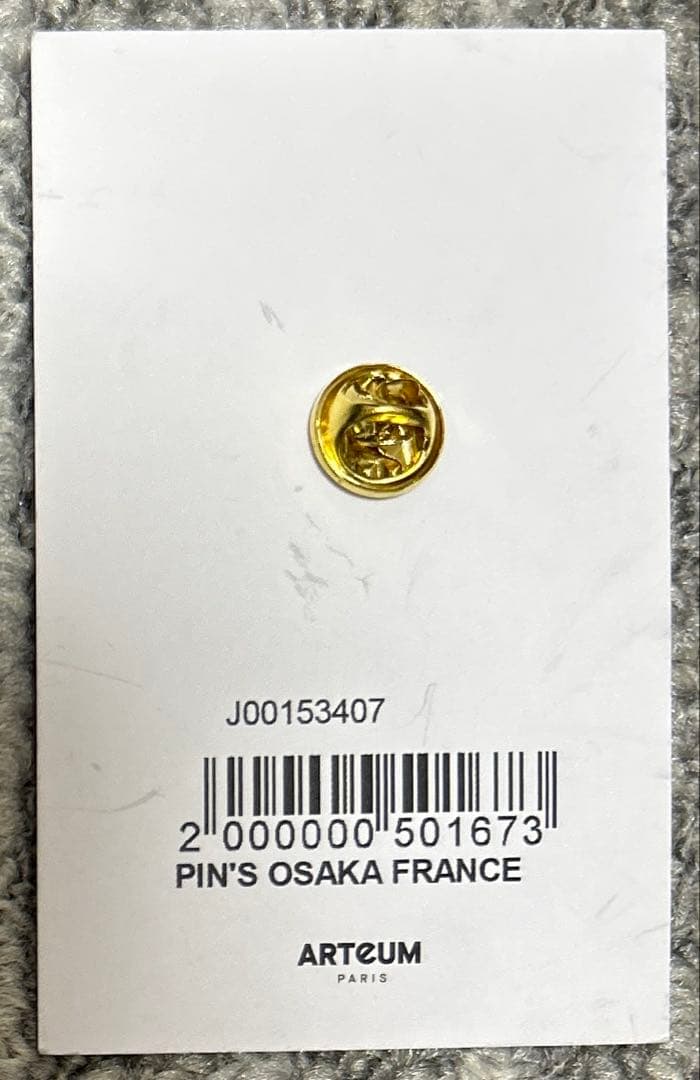 J00153407
2 000000 501673
PIN'S OSAKA FRANCE
ARTeUM
PARIS